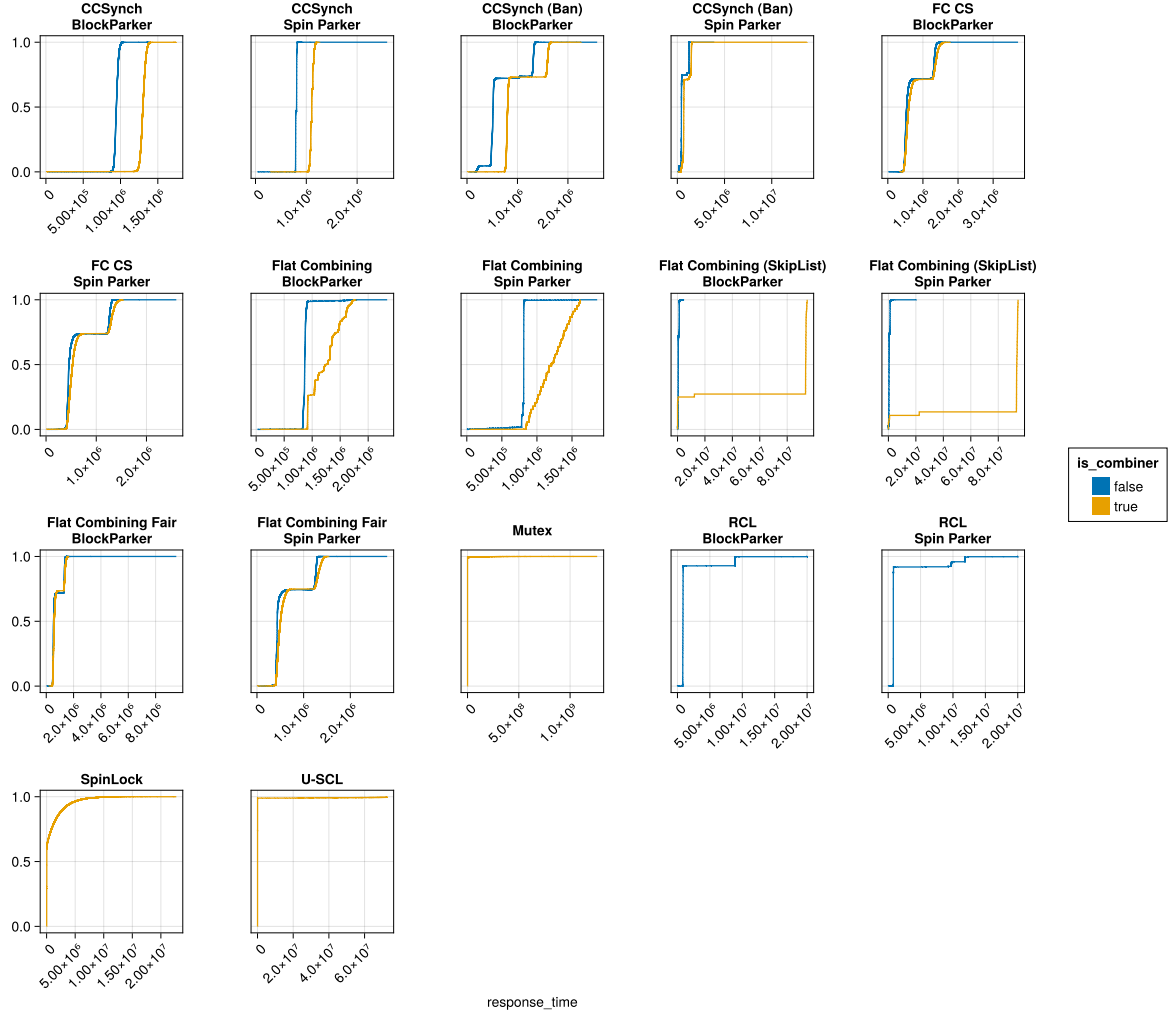 CCSynch
BlockParker
CCSynch
Spin Parker
CCSynch (Ban)
BlockParker
CCSynch (Ban)
Spin Parker
FC CS
BlockParker
1.0
0.5
0.0
0
5.00×10⁵
1.00×10⁶
1.50×10⁶
0
1.0×10⁶
2.0×10⁶
0
1.0×10⁶
2.0×10⁶
0
5.0×10⁶
1.0×10⁷
0
1.0×10⁶
2.0×10⁶
3.0×10⁶
FC CS
Spin Parker
Flat Combining
BlockParker
Flat Combining
Spin Parker
Flat Combining (SkipList)
BlockParker
Flat Combining (SkipList)
Spin Parker
1.0
0.5
0.0
0
1.0×10⁶
2.0×10⁶
0
5.00×10⁵
1.00×10⁶
1.50×10⁶
2.00×10⁶
0
5.00×10⁵
1.00×10⁶
1.50×10⁶
0
2.0×10⁷
4.0×10⁷
6.0×10⁷
8.0×10⁷
0
2.0×10⁷
4.0×10⁷
6.0×10⁷
8.0×10⁷
is_combiner
false
true
Flat Combining Fair
BlockParker
Flat Combining Fair
Spin Parker
Mutex
RCL
BlockParker
RCL
Spin Parker
1.0
0.5
0.0
0
2.0×10⁶
4.0×10⁶
6.0×10⁶
8.0×10⁶
0
1.0×10⁶
2.0×10⁶
0
5.0×10⁸
1.0×10⁹
0
5.00×10⁶
1.00×10⁷
1.50×10⁷
2.00×10⁷
0
5.00×10⁶
1.00×10⁷
1.50×10⁷
2.00×10⁷
SpinLock
U-SCL
1.0
0.5
0.0
0
5.00×10⁶
1.00×10⁷
1.50×10⁷
2.00×10⁷
0
2.0×10⁷
4.0×10⁷
6.0×10⁷
response_time